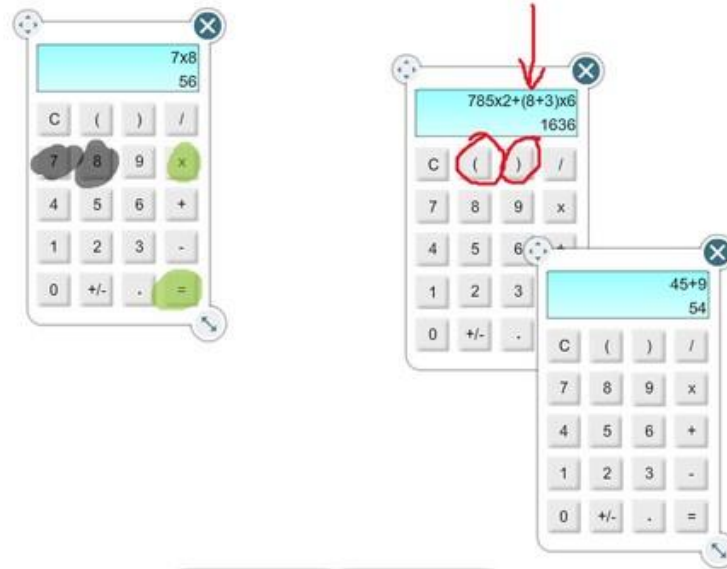 7x8
56
C ( ) /
7 8 9 x
4 5 6 +
1 2 3 -
0 +/- . =
785x2+(8+3)x6
1636
C ( ) /
7 8 9 x
4 5 6 +
1 2 3
0 +/- .
45+9
54
C ( ) /
7 8 9 x
4 5 6 +
1 2 3 -
0 +/- . =